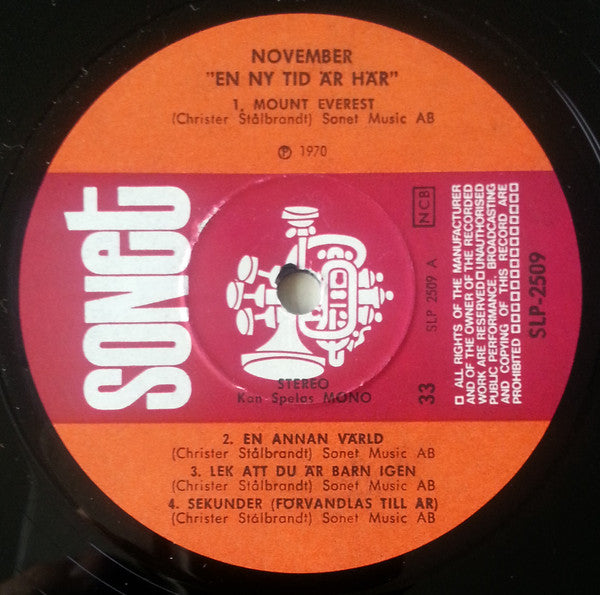 NOVEMBER
"EN NY TID ÄR HÄR"
1. MOUNT EVEREST
(Christer Stålbrandt) Sonet Music AB
℗ 1970
sonet
NCB
SLP 2509 A
33
□ ALL RIGHTS OF THE MANUFACTURER
AND OF THE OWNER OF THE RECORDED
WORK ARE RESERVED □ UNAUTHORISED
PUBLIC PERFORMANCE, BROADCASTING
AND COPYING OF THIS RECORD ARE
PROHIBITED □□□□□□□□□□□□
SLP-2509
STEREO
Kan Spelas MONO
2. EN ANNAN VÄRLD
(Christer Stålbrandt) Sonet Music AB
3. LEK ATT DU ÄR BARN IGEN
(Christer Stålbrandt) Sonet Music AB
4. SEKUNDER (FÖRVANDLAS TILL ÅR)
(Christer Stålbrandt) Sonet Music AB